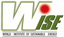 WISE
WORLD INSTITUTE OF SUSTAINABLE ENERGY